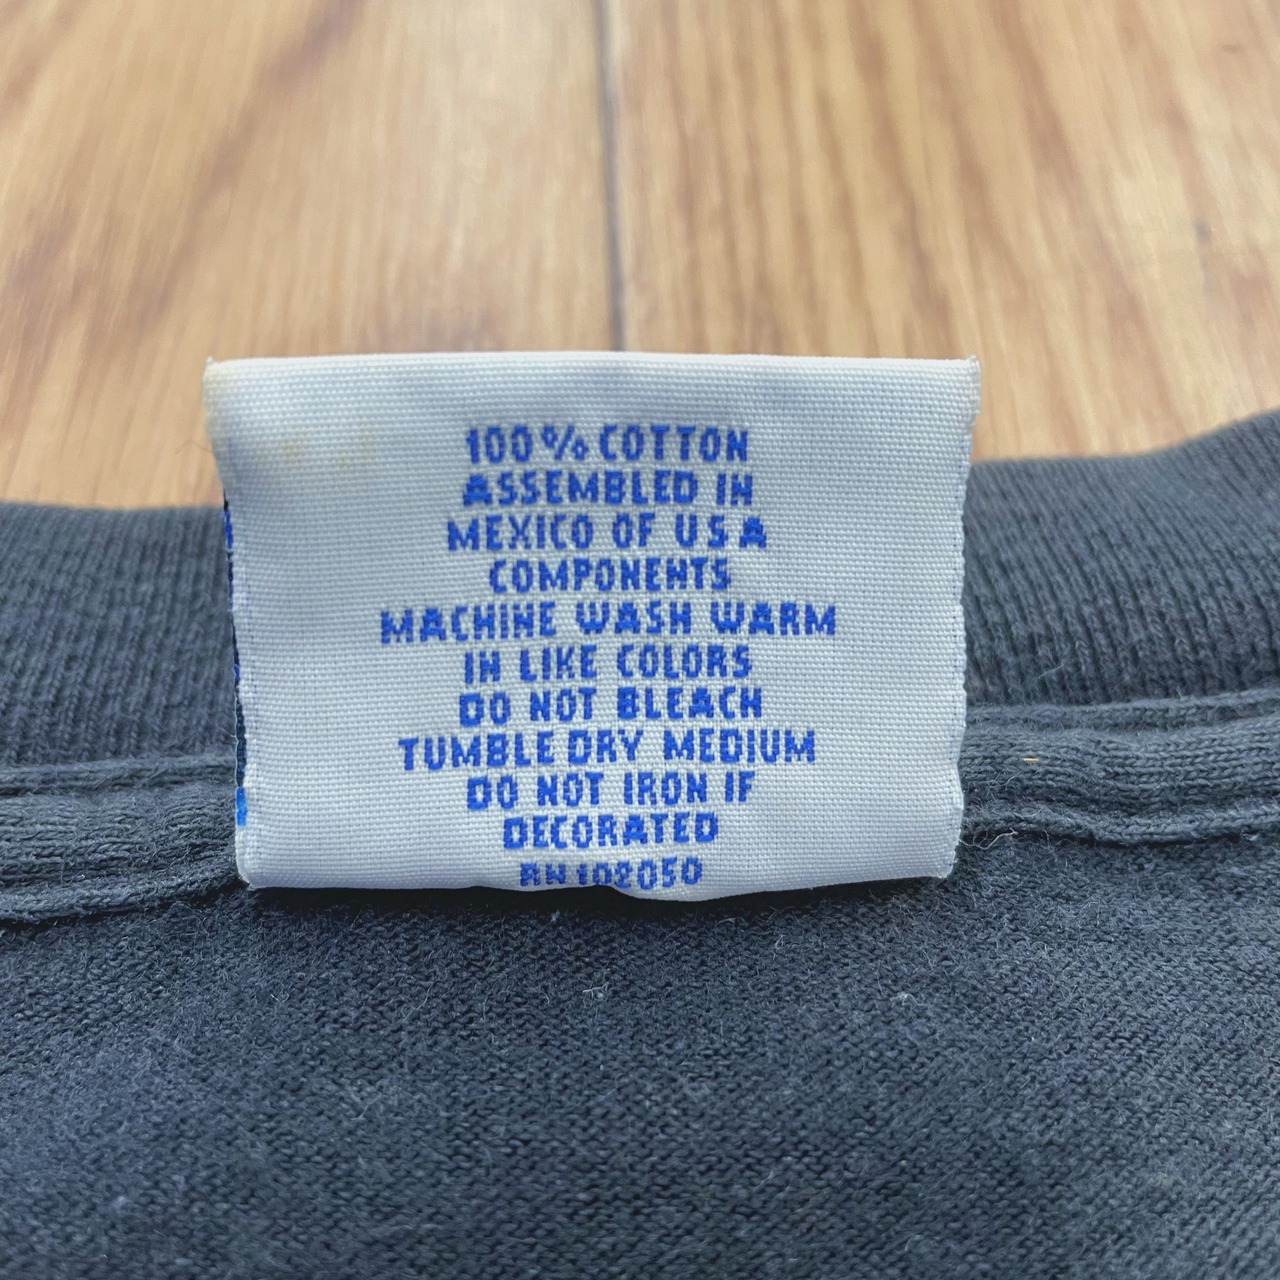 100% COTTON
ASSEMBLED IN
MEXICO OF USA
COMPONENTS
MACHINE WASH WARM
IN LIKE COLORS
DO NOT BLEACH
TUMBLE DRY MEDIUM
DO NOT IRON IF
DECORATED
RN 102050